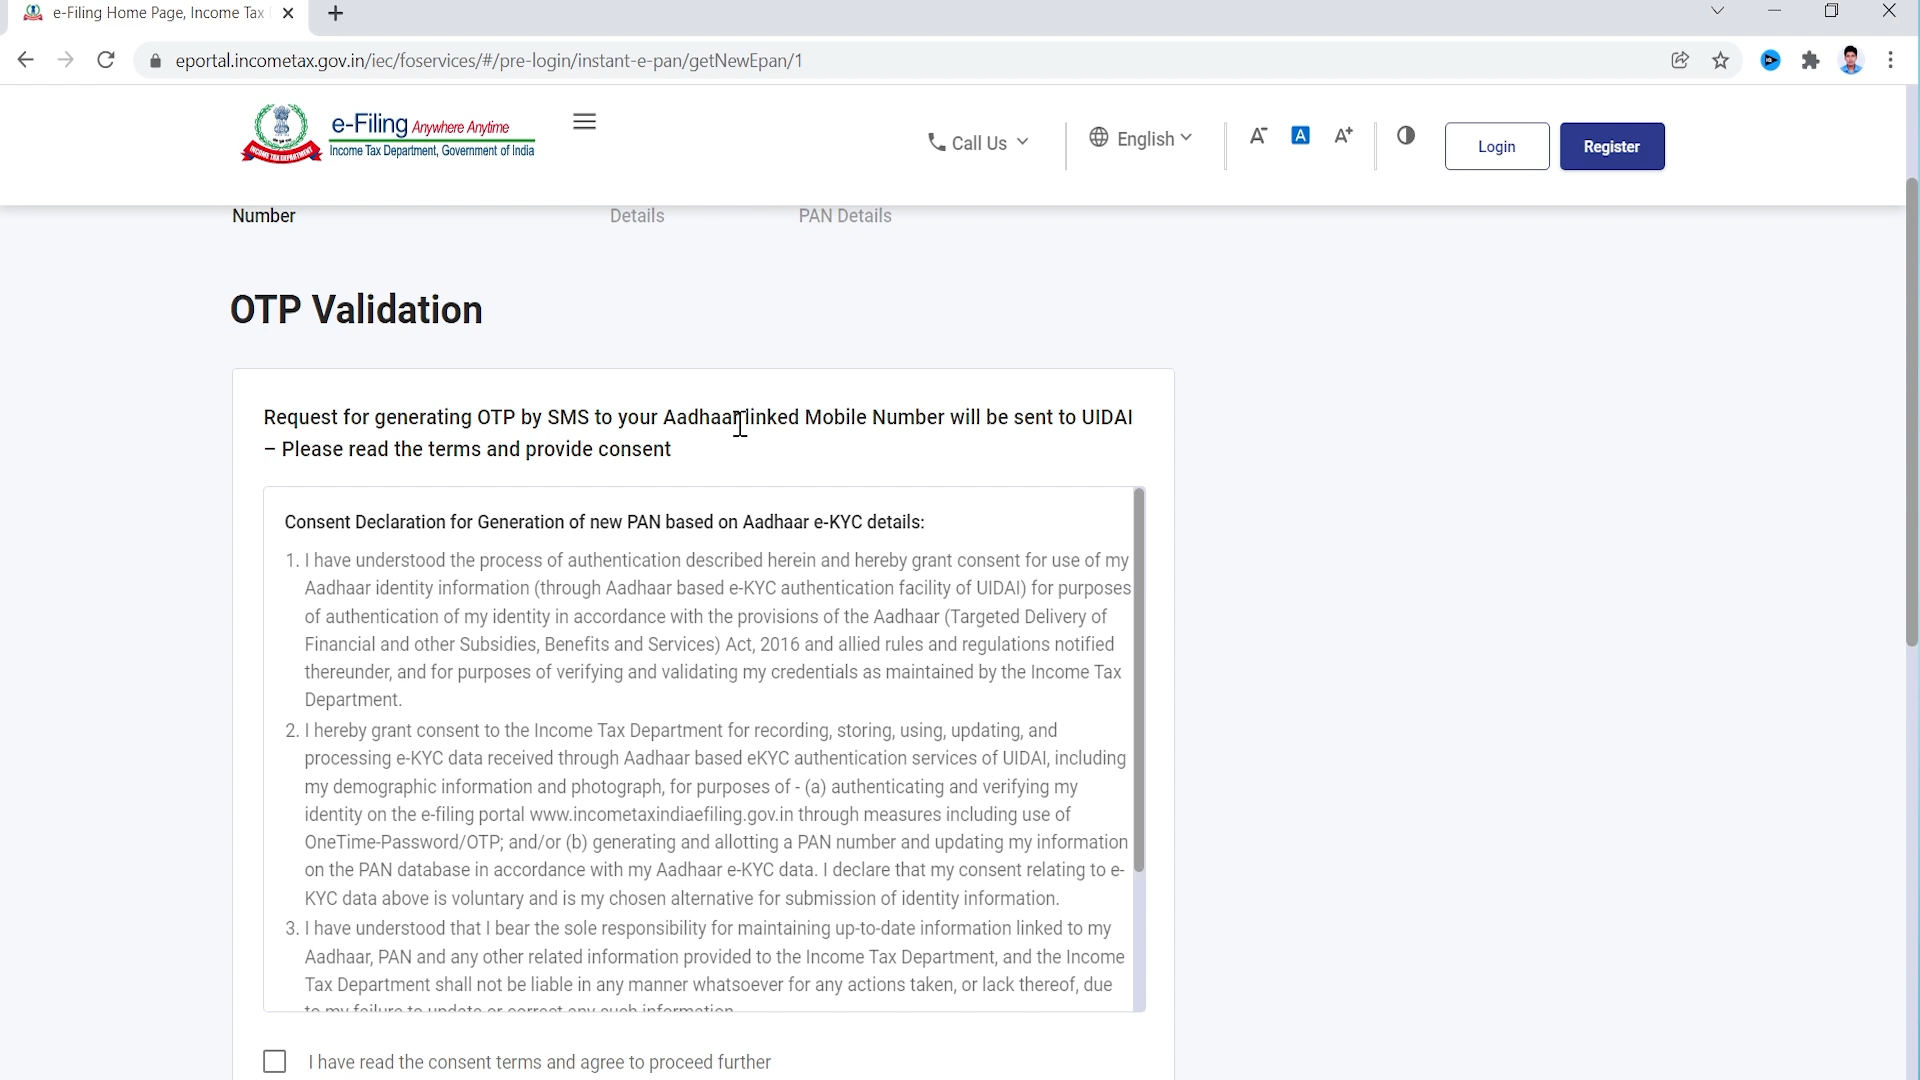 e-Filing Home Page, Income Tax
eportal.incometax.gov.in/iec/foservices/#/pre-login/instant-e-pan/getNewEpan/1
e-Filing Anywhere Anytime
Income Tax Department, Government of India
INCOME TAX DEPARTMENT
Call Us
English
A-
A
A+
Login
Register
Number
Details
PAN Details
OTP Validation
Request for generating OTP by SMS to your Aadhaar linked Mobile Number will be sent to UIDAI
– Please read the terms and provide consent
Consent Declaration for Generation of new PAN based on Aadhaar e-KYC details:
1. I have understood the process of authentication described herein and hereby grant consent for use of my
Aadhaar identity information (through Aadhaar based e-KYC authentication facility of UIDAI) for purposes
of authentication of my identity in accordance with the provisions of the Aadhaar (Targeted Delivery of
Financial and other Subsidies, Benefits and Services) Act, 2016 and allied rules and regulations notified
thereunder, and for purposes of verifying and validating my credentials as maintained by the Income Tax
Department.
2. I hereby grant consent to the Income Tax Department for recording, storing, using, updating, and
processing e-KYC data received through Aadhaar based eKYC authentication services of UIDAI, including
my demographic information and photograph, for purposes of - (a) authenticating and verifying my
identity on the e-filing portal www.incometaxindiaefiling.gov.in through measures including use of
OneTime-Password/OTP; and/or (b) generating and allotting a PAN number and updating my information
on the PAN database in accordance with my Aadhaar e-KYC data. I declare that my consent relating to e-
KYC data above is voluntary and is my chosen alternative for submission of identity information.
3. I have understood that I bear the sole responsibility for maintaining up-to-date information linked to my
Aadhaar, PAN and any other related information provided to the Income Tax Department, and the Income
Tax Department shall not be liable in any manner whatsoever for any actions taken, or lack thereof, due
to my failure to update or correct any such information.
I have read the consent terms and agree to proceed further